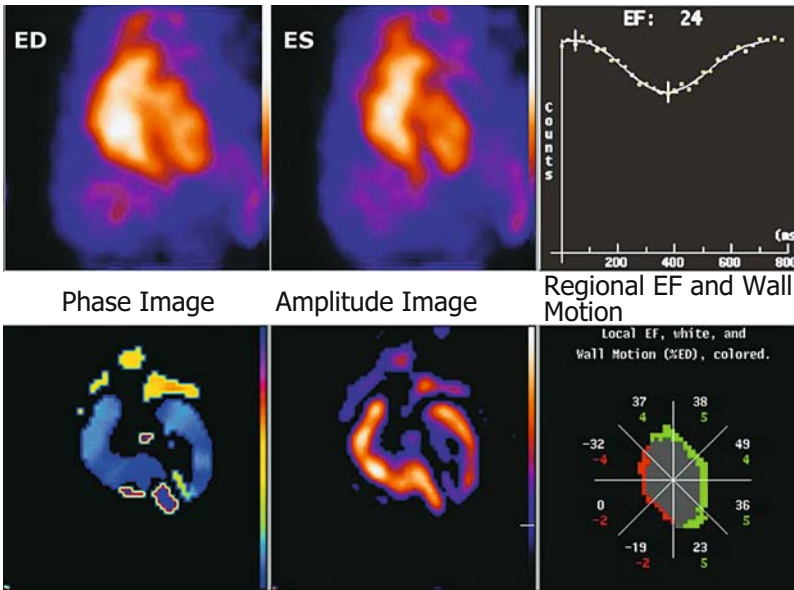 ED
ES
EF: 24
Counts
(ms
200 400 600 800
Phase Image
Amplitude Image
Regional EF and Wall
Motion
Local EF, white, and
Wall Motion (%ED), colored.
37 38
4 5
-32 49
-4 4
0 36
-2 5
-19 23
-2 5